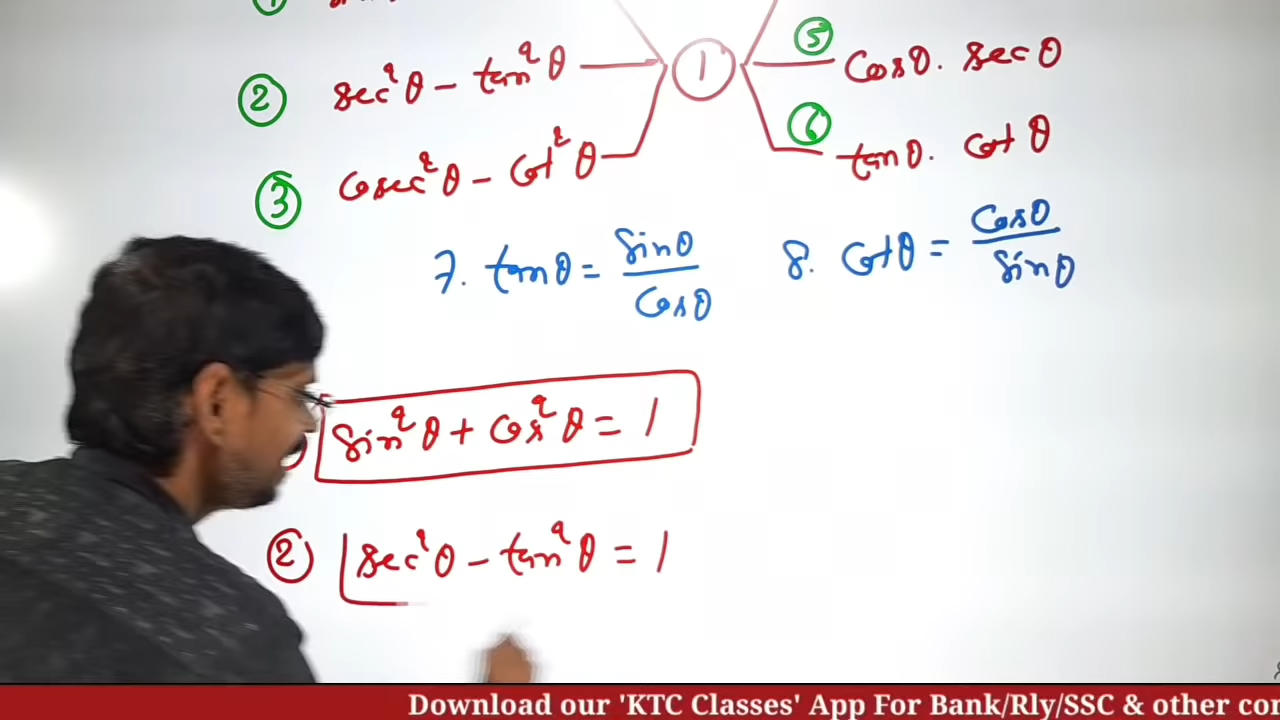 ② sec²θ - tan²θ
1
⑤ cosθ. secθ
③ cosec²θ - cot²θ
⑥ tanθ. cotθ
7. tanθ = sinθ/cosθ
8. cotθ = cosθ/sinθ
sin²θ + cos²θ = 1
② sec²θ - tan²θ = 1
Download our 'KTC Classes' App For Bank/Rly/SSC & other